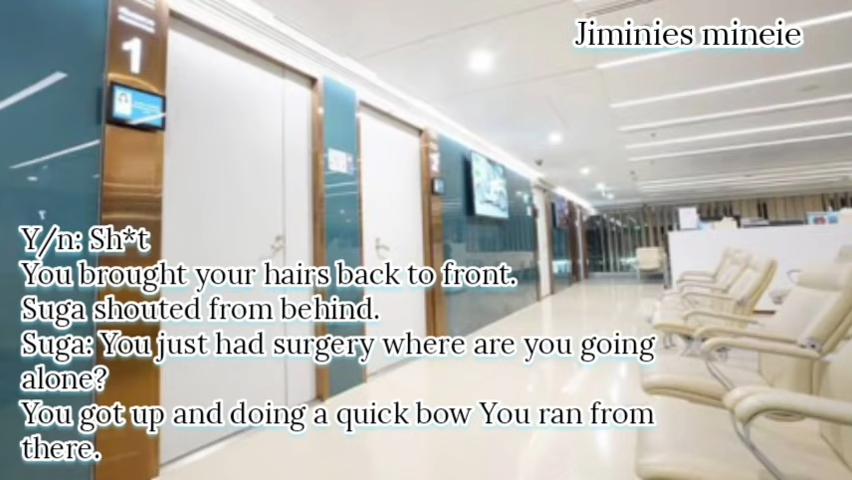 Jiminies mineie
1
Y/n: Sh*t
You brought your hairs back to front.
Suga shouted from behind.
Suga: You just had surgery where are you going
alone?
You got up and doing a quick bow You ran from
there.